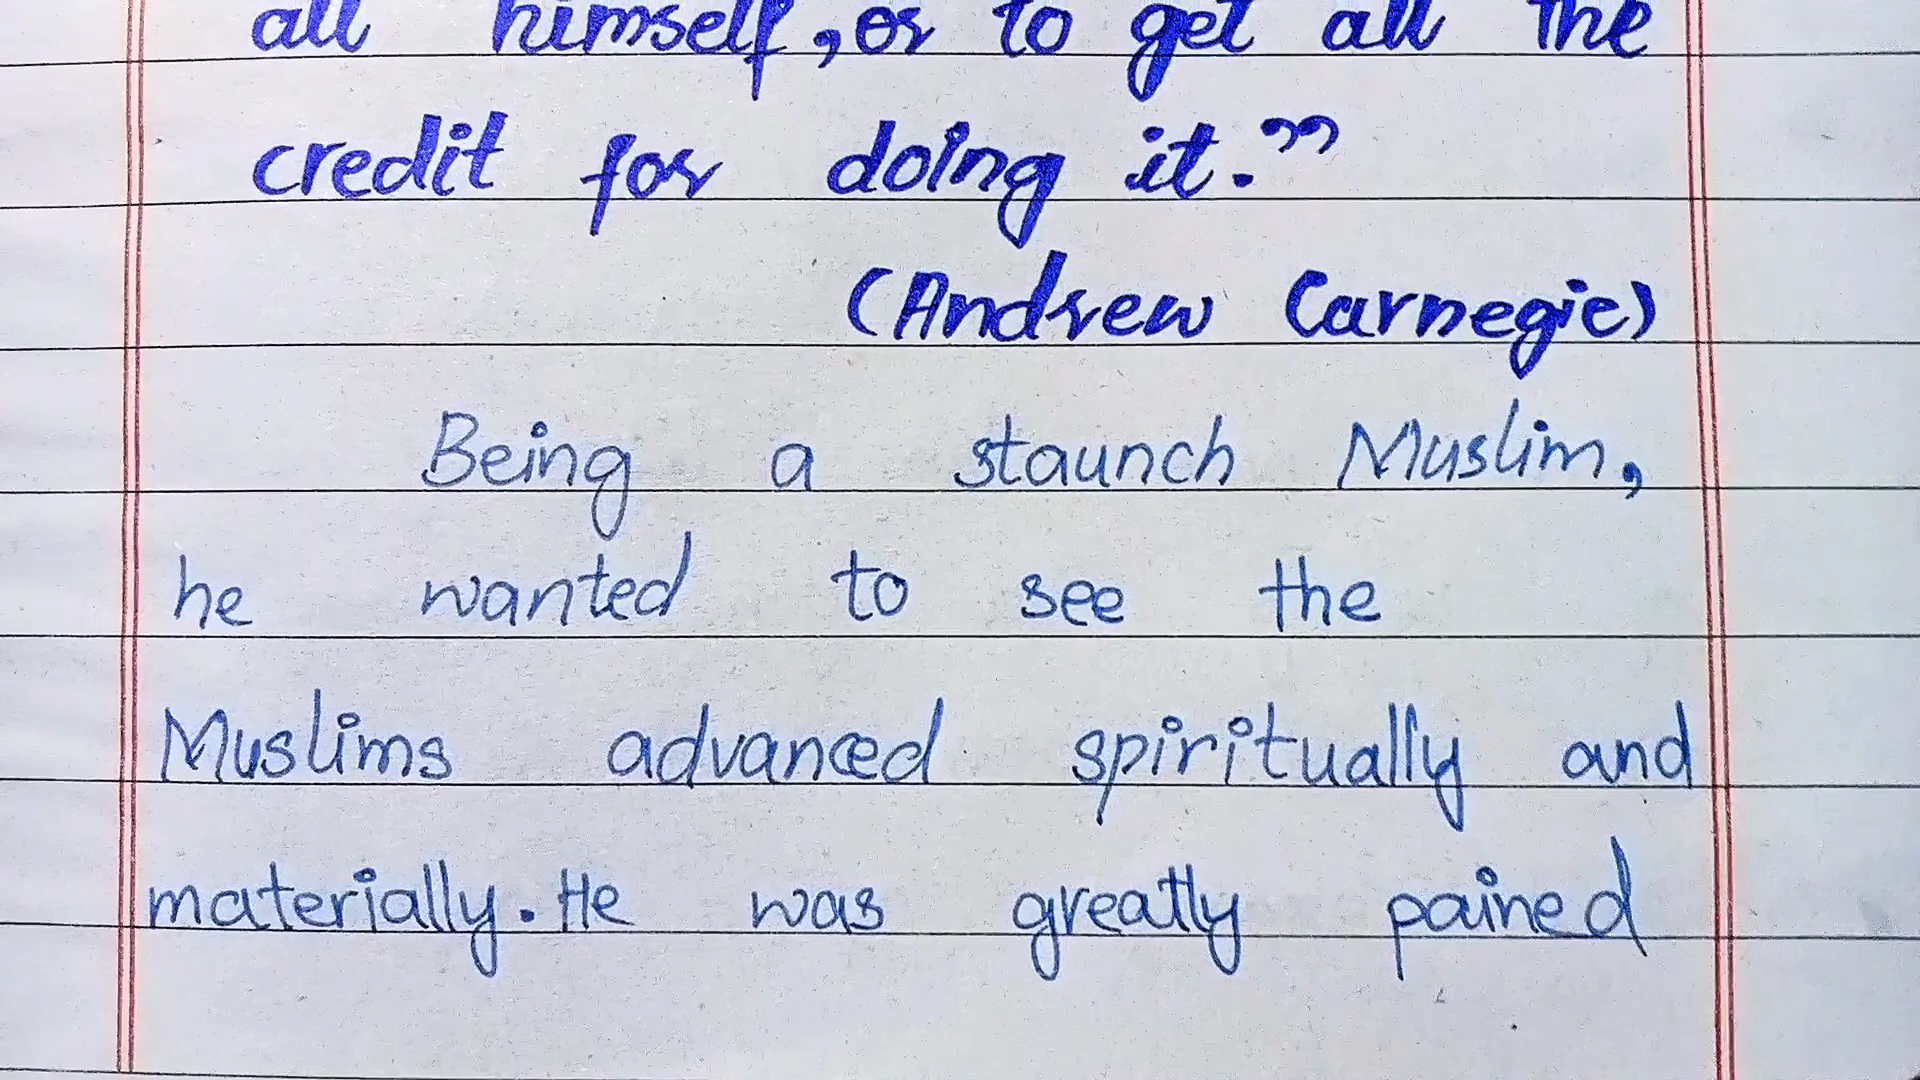 all himself, or to get all the
credit for doing it.”
(Andrew Carnegie)
Being a staunch Muslim,
he wanted to see the
Muslims advanced spiritually and
materially. He was greatly pained